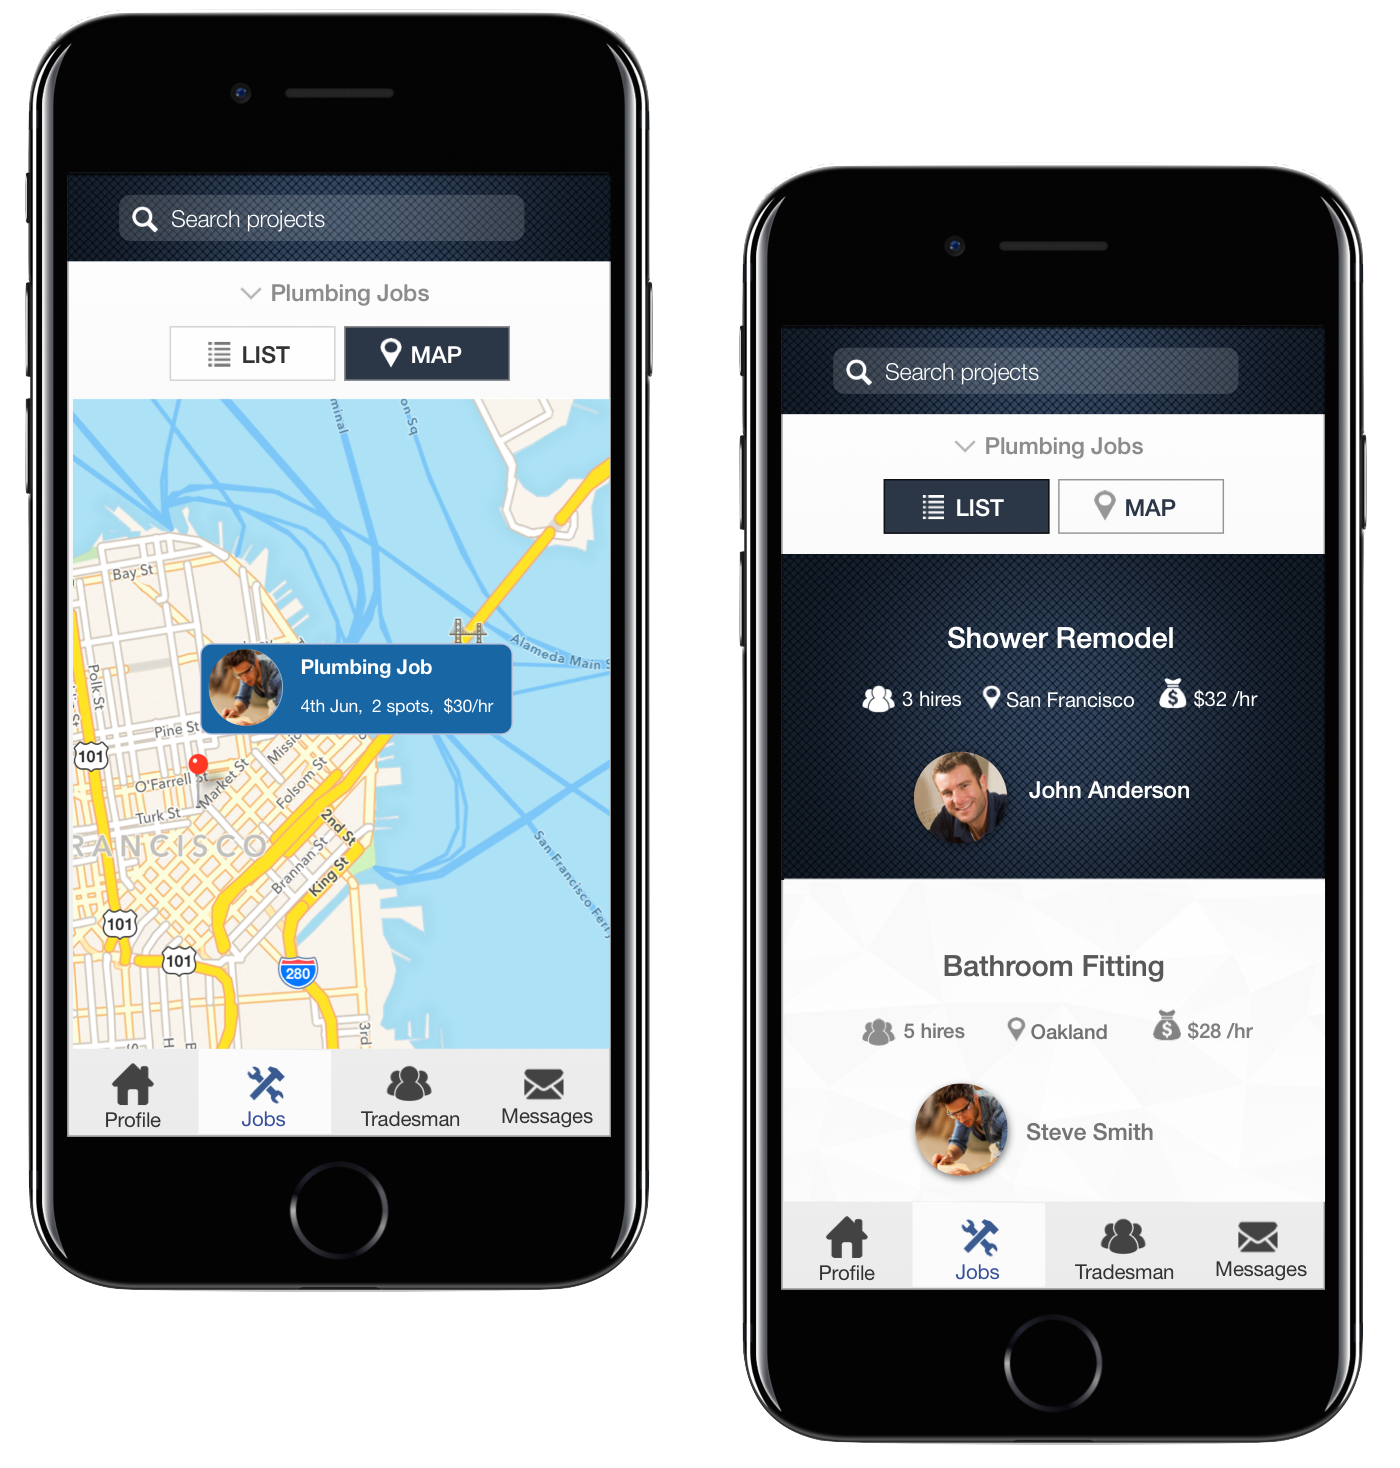 Search projects
Plumbing Jobs
LIST
MAP
minal
on Sq
Bay St
Alameda Main S
Polk St
Plumbing Job
4th Jun, 2 spots, $30/hr
Pine St
Missio
101
O'Farrell St
Market St
Folsom St
Turk St
2nd St
RANCISCO
Brannan St
King St
San Francisco Ferr
101
101
280
3rd
Profile
Jobs
Tradesman
Messages
Search projects
Plumbing Jobs
LIST
MAP
Shower Remodel
3 hires
San Francisco
$32 /hr
John Anderson
Bathroom Fitting
5 hires
Oakland
$28 /hr
Steve Smith
Profile
Jobs
Tradesman
Messages